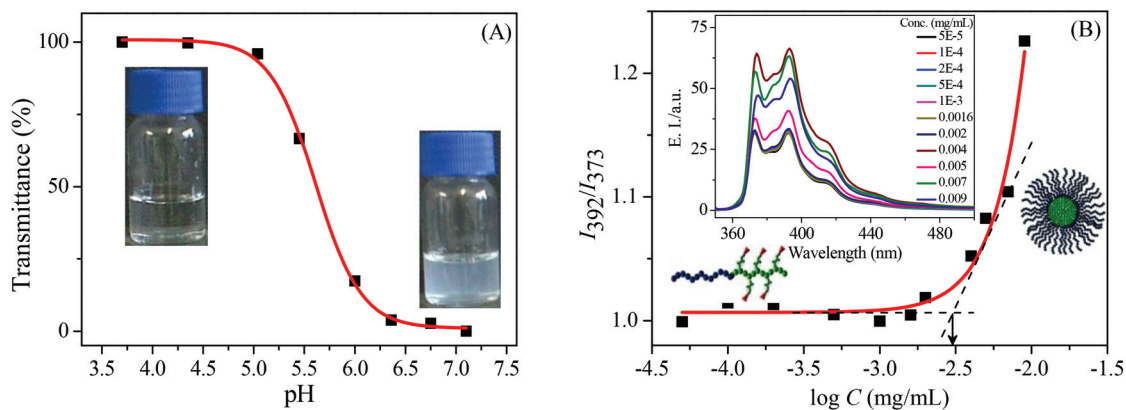 (A)
Transmittance (%)
100
50
0
3.5 4.0 4.5 5.0 5.5 6.0 6.5 7.0 7.5
pH
(B)
I392/I373
1.2
1.1
1.0
-4.5 -4.0 -3.5 -3.0 -2.5 -2.0 -1.5
log C (mg/mL)
E. I./a.u.
75
50
25
0
360 400 440 480
Wavelength (nm)
Conc. (mg/mL)
5E-5
1E-4
2E-4
5E-4
1E-3
0.0016
0.002
0.004
0.005
0.007
0.009